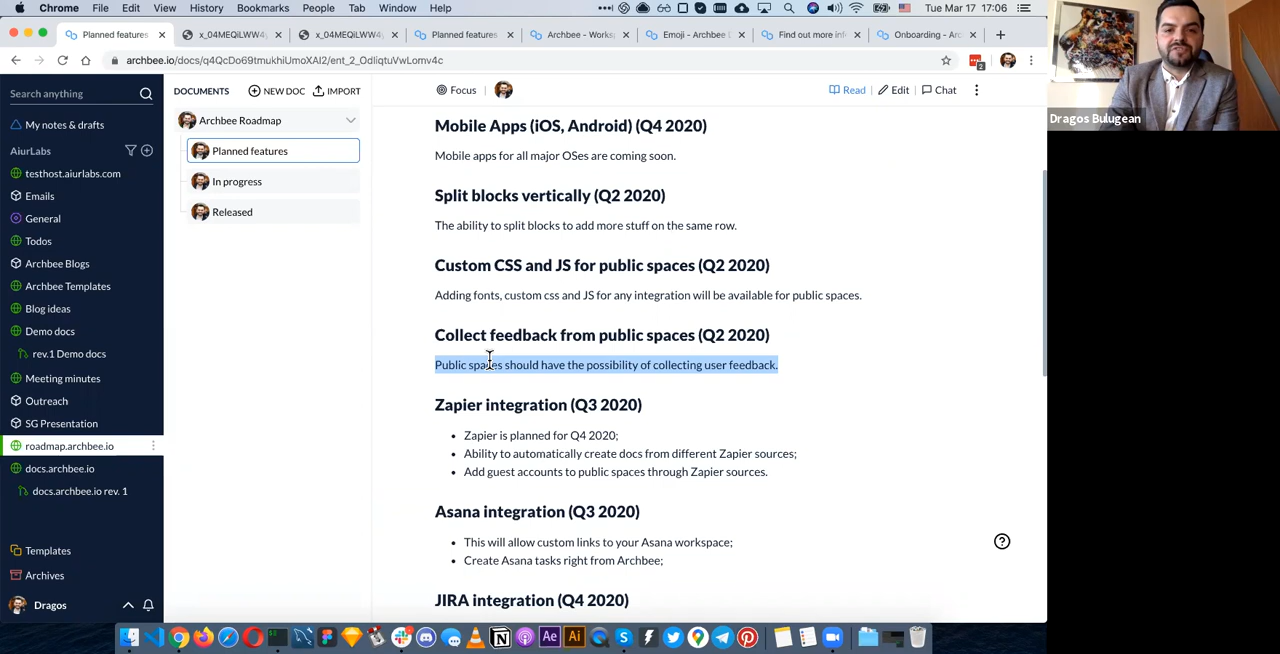 Chrome File Edit View History Bookmarks People Tab Window Help
Tue Mar 17 17:06
Planned features
x_04MEQiLWW4
x_04MEQiLWW4
Planned features
Archbee - Works
Emoji - Archbee
Find out more in
Onboarding - Arc
archbee.io/docs/q4QcDo69tmukhiUmoXAI2/ent_2_OdliqtuVwLomv4c
2
Search anything
My notes & drafts
AiurLabs
testhost.aiurlabs.com
Emails
General
Todos
Archbee Blogs
Archbee Templates
Blog ideas
Demo docs
rev.1 Demo docs
Meeting minutes
Outreach
SG Presentation
roadmap.archbee.io
docs.archbee.io
docs.archbee.io rev. 1
Templates
Archives
Dragos
DOCUMENTS
NEW DOC
IMPORT
Archbee Roadmap
Planned features
In progress
Released
Focus
Read
Edit
Chat
Mobile Apps (iOS, Android) (Q4 2020)
Mobile apps for all major OSes are coming soon.
Split blocks vertically (Q2 2020)
The ability to split blocks to add more stuff on the same row.
Custom CSS and JS for public spaces (Q2 2020)
Adding fonts, custom css and JS for any integration will be available for public spaces.
Collect feedback from public spaces (Q2 2020)
Public spaces should have the possibility of collecting user feedback.
Zapier integration (Q3 2020)
• Zapier is planned for Q4 2020;
• Ability to automatically create docs from different Zapier sources;
• Add guest accounts to public spaces through Zapier sources.
Asana integration (Q3 2020)
• This will allow custom links to your Asana workspace;
• Create Asana tasks right from Archbee;
JIRA integration (Q4 2020)
Dragos Bulugean
Ae
Ai